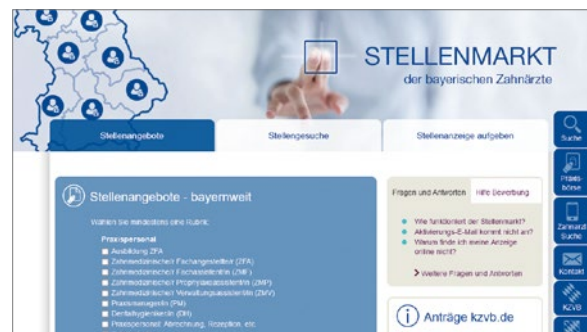 STELLENMARKT
der bayerischen Zahnärzte
Stellenangebote
Stellengesuche
Stellenanzeige aufgeben
Suche
Praxis-
börse
Zahnarzt
Suche
Kontakt
KZVB
Stellenangebote - bayernweit
Wählen Sie mindestens eine Rubrik:
Praxispersonal
Ausbildung ZFA
Zahnmedizinische/r Fachangestellte/r (ZFA)
Zahnmedizinische/r Fachassistent/in (ZMF)
Zahnmedizinische/r Prophylaxeassistent/in (ZMP)
Zahnmedizinische/r Verwaltungsassistent/in (ZMV)
Praxismanager/in (PM)
Dentalhygieniker/in (DH)
Praxispersonal: Abrechnung, Rezeption, etc.
Fragen und Antworten
Hilfe Bewerbung
Wie funktioniert der Stellenmarkt?
Aktivierungs-E-Mail kommt nicht an?
Warum finde ich meine Anzeige
online nicht?
Weitere Fragen und Antworten
Anträge kzvb.de